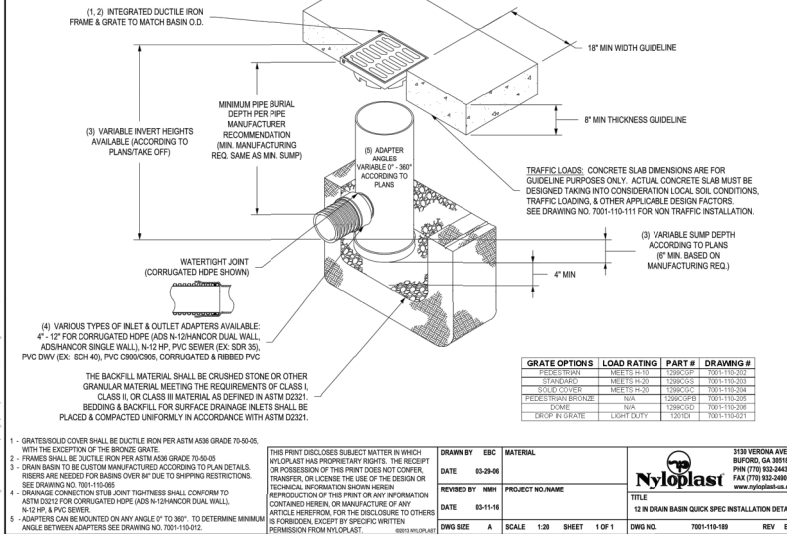 (1, 2) INTEGRATED DUCTILE IRON
FRAME & GRATE TO MATCH BASIN O.D.
18" MIN WIDTH GUIDELINE
MINIMUM PIPE BURIAL
DEPTH PER PIPE
MANUFACTURER
RECOMMENDATION
(MIN. MANUFACTURING
REQ. SAME AS MIN. SUMP)
8" MIN THICKNESS GUIDELINE
(3) VARIABLE INVERT HEIGHTS
AVAILABLE (ACCORDING TO
PLANS/TAKE OFF)
(5) ADAPTER
ANGLES
VARIABLE 0° - 360°
ACCORDING TO
PLANS
TRAFFIC LOADS: CONCRETE SLAB DIMENSIONS ARE FOR
GUIDELINE PURPOSES ONLY. ACTUAL CONCRETE SLAB MUST BE
DESIGNED TAKING INTO CONSIDERATION LOCAL SOIL CONDITIONS,
TRAFFIC LOADING, & OTHER APPLICABLE DESIGN FACTORS.
SEE DRAWING NO. 7001-110-111 FOR NON TRAFFIC INSTALLATION.
(3) VARIABLE SUMP DEPTH
ACCORDING TO PLANS
(6" MIN. BASED ON
MANUFACTURING REQ.)
WATERTIGHT JOINT
(CORRUGATED HDPE SHOWN)
4" MIN
(4) VARIOUS TYPES OF INLET & OUTLET ADAPTERS AVAILABLE:
4" - 12" FOR CORRUGATED HDPE (ADS N-12/HANCOR DUAL WALL,
ADS/HANCOR SINGLE WALL), N-12 HP, PVC SEWER (EX: SDR 35),
PVC DWV (EX: SCH 40), PVC C900/C905, CORRUGATED & RIBBED PVC
THE BACKFILL MATERIAL SHALL BE CRUSHED STONE OR OTHER
GRANULAR MATERIAL MEETING THE REQUIREMENTS OF CLASS I,
CLASS II, OR CLASS III MATERIAL AS DEFINED IN ASTM D2321.
BEDDING & BACKFILL FOR SURFACE DRAINAGE INLETS SHALL BE
PLACED & COMPACTED UNIFORMLY IN ACCORDANCE WITH ASTM D2321.
GRATE OPTIONS LOAD RATING PART # DRAWING #
PEDESTRIAN MEETS H-10 1299CGP 7001-110-202
STANDARD MEETS H-20 1299CGS 7001-110-203
SOLID COVER MEETS H-20 1299CGC 7001-110-204
PEDESTRIAN BRONZE N/A 1299CGPB 7001-110-205
DOME N/A 1299CGD 7001-110-206
DROP IN GRATE LIGHT DUTY 1201DI 7001-110-021
1 - GRATES/SOLID COVER SHALL BE DUCTILE IRON PER ASTM A536 GRADE 70-50-05,
WITH THE EXCEPTION OF THE BRONZE GRATE.
2 - FRAMES SHALL BE DUCTILE IRON PER ASTM A536 GRADE 70-50-05
3 - DRAIN BASIN TO BE CUSTOM MANUFACTURED ACCORDING TO PLAN DETAILS.
RISERS ARE NEEDED FOR BASINS OVER 84" DUE TO SHIPPING RESTRICTIONS.
SEE DRAWING NO. 7001-110-065
4 - DRAINAGE CONNECTION STUB JOINT TIGHTNESS SHALL CONFORM TO
ASTM D3212 FOR CORRUGATED HDPE (ADS N-12/HANCOR DUAL WALL),
N-12 HP, & PVC SEWER.
5 - ADAPTERS CAN BE MOUNTED ON ANY ANGLE 0° TO 360°. TO DETERMINE MINIMUM
ANGLE BETWEEN ADAPTERS SEE DRAWING NO. 7001-110-012.
THIS PRINT DISCLOSES SUBJECT MATTER IN WHICH
NYLOPLAST HAS PROPRIETARY RIGHTS. THE RECEIPT
OR POSSESSION OF THIS PRINT DOES NOT CONFER,
TRANSFER, OR LICENSE THE USE OF THE DESIGN OR
TECHNICAL INFORMATION SHOWN HEREIN
REPRODUCTION OF THIS PRINT OR ANY INFORMATION
CONTAINED HEREIN, OR MANUFACTURE OF ANY
ARTICLE HEREFROM, FOR THE DISCLOSURE TO OTHERS
IS FORBIDDEN, EXCEPT BY SPECIFIC WRITTEN
PERMISSION FROM NYLOPLAST. ©2013 NYLOPLAST
DRAWN BY EBC MATERIAL
DATE 03-29-06
REVISED BY NMH PROJECT NO./NAME
DATE 03-11-16
DWG SIZE A SCALE 1:20 SHEET 1 OF 1
Nyloplast
3130 VERONA AVE
BUFORD, GA 30518
PHN (770) 932-2443
FAX (770) 932-2490
www.nyloplast-us.
TITLE
12 IN DRAIN BASIN QUICK SPEC INSTALLATION DETA
DWG NO. 7001-110-189 REV E